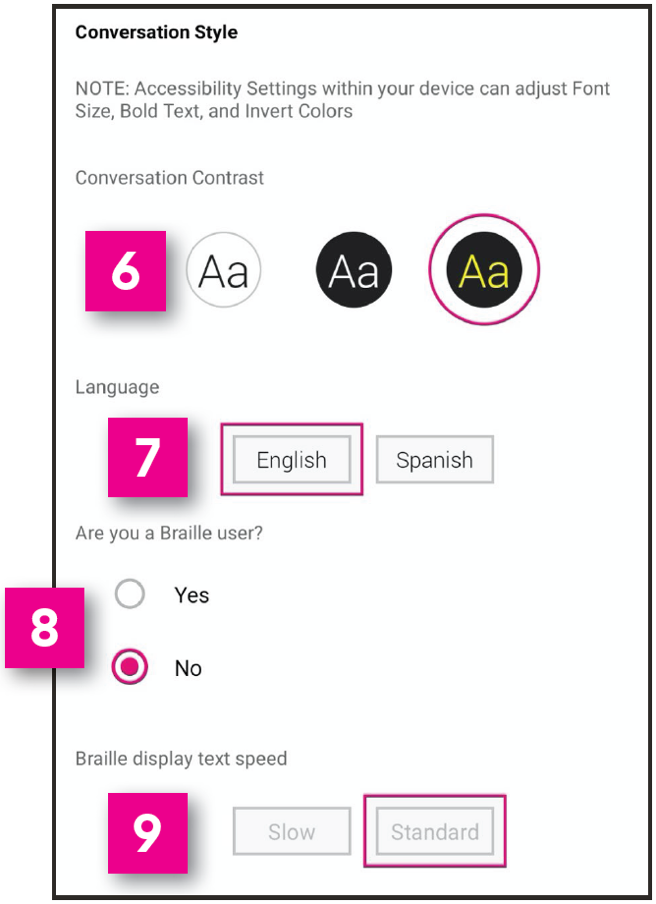 Conversation Style
NOTE: Accessibility Settings within your device can adjust Font
Size, Bold Text, and Invert Colors
Conversation Contrast
6 Aa Aa Aa
Language
7 English Spanish
Are you a Braille user?
Yes
8
No
Braille display text speed
9 Slow Standard